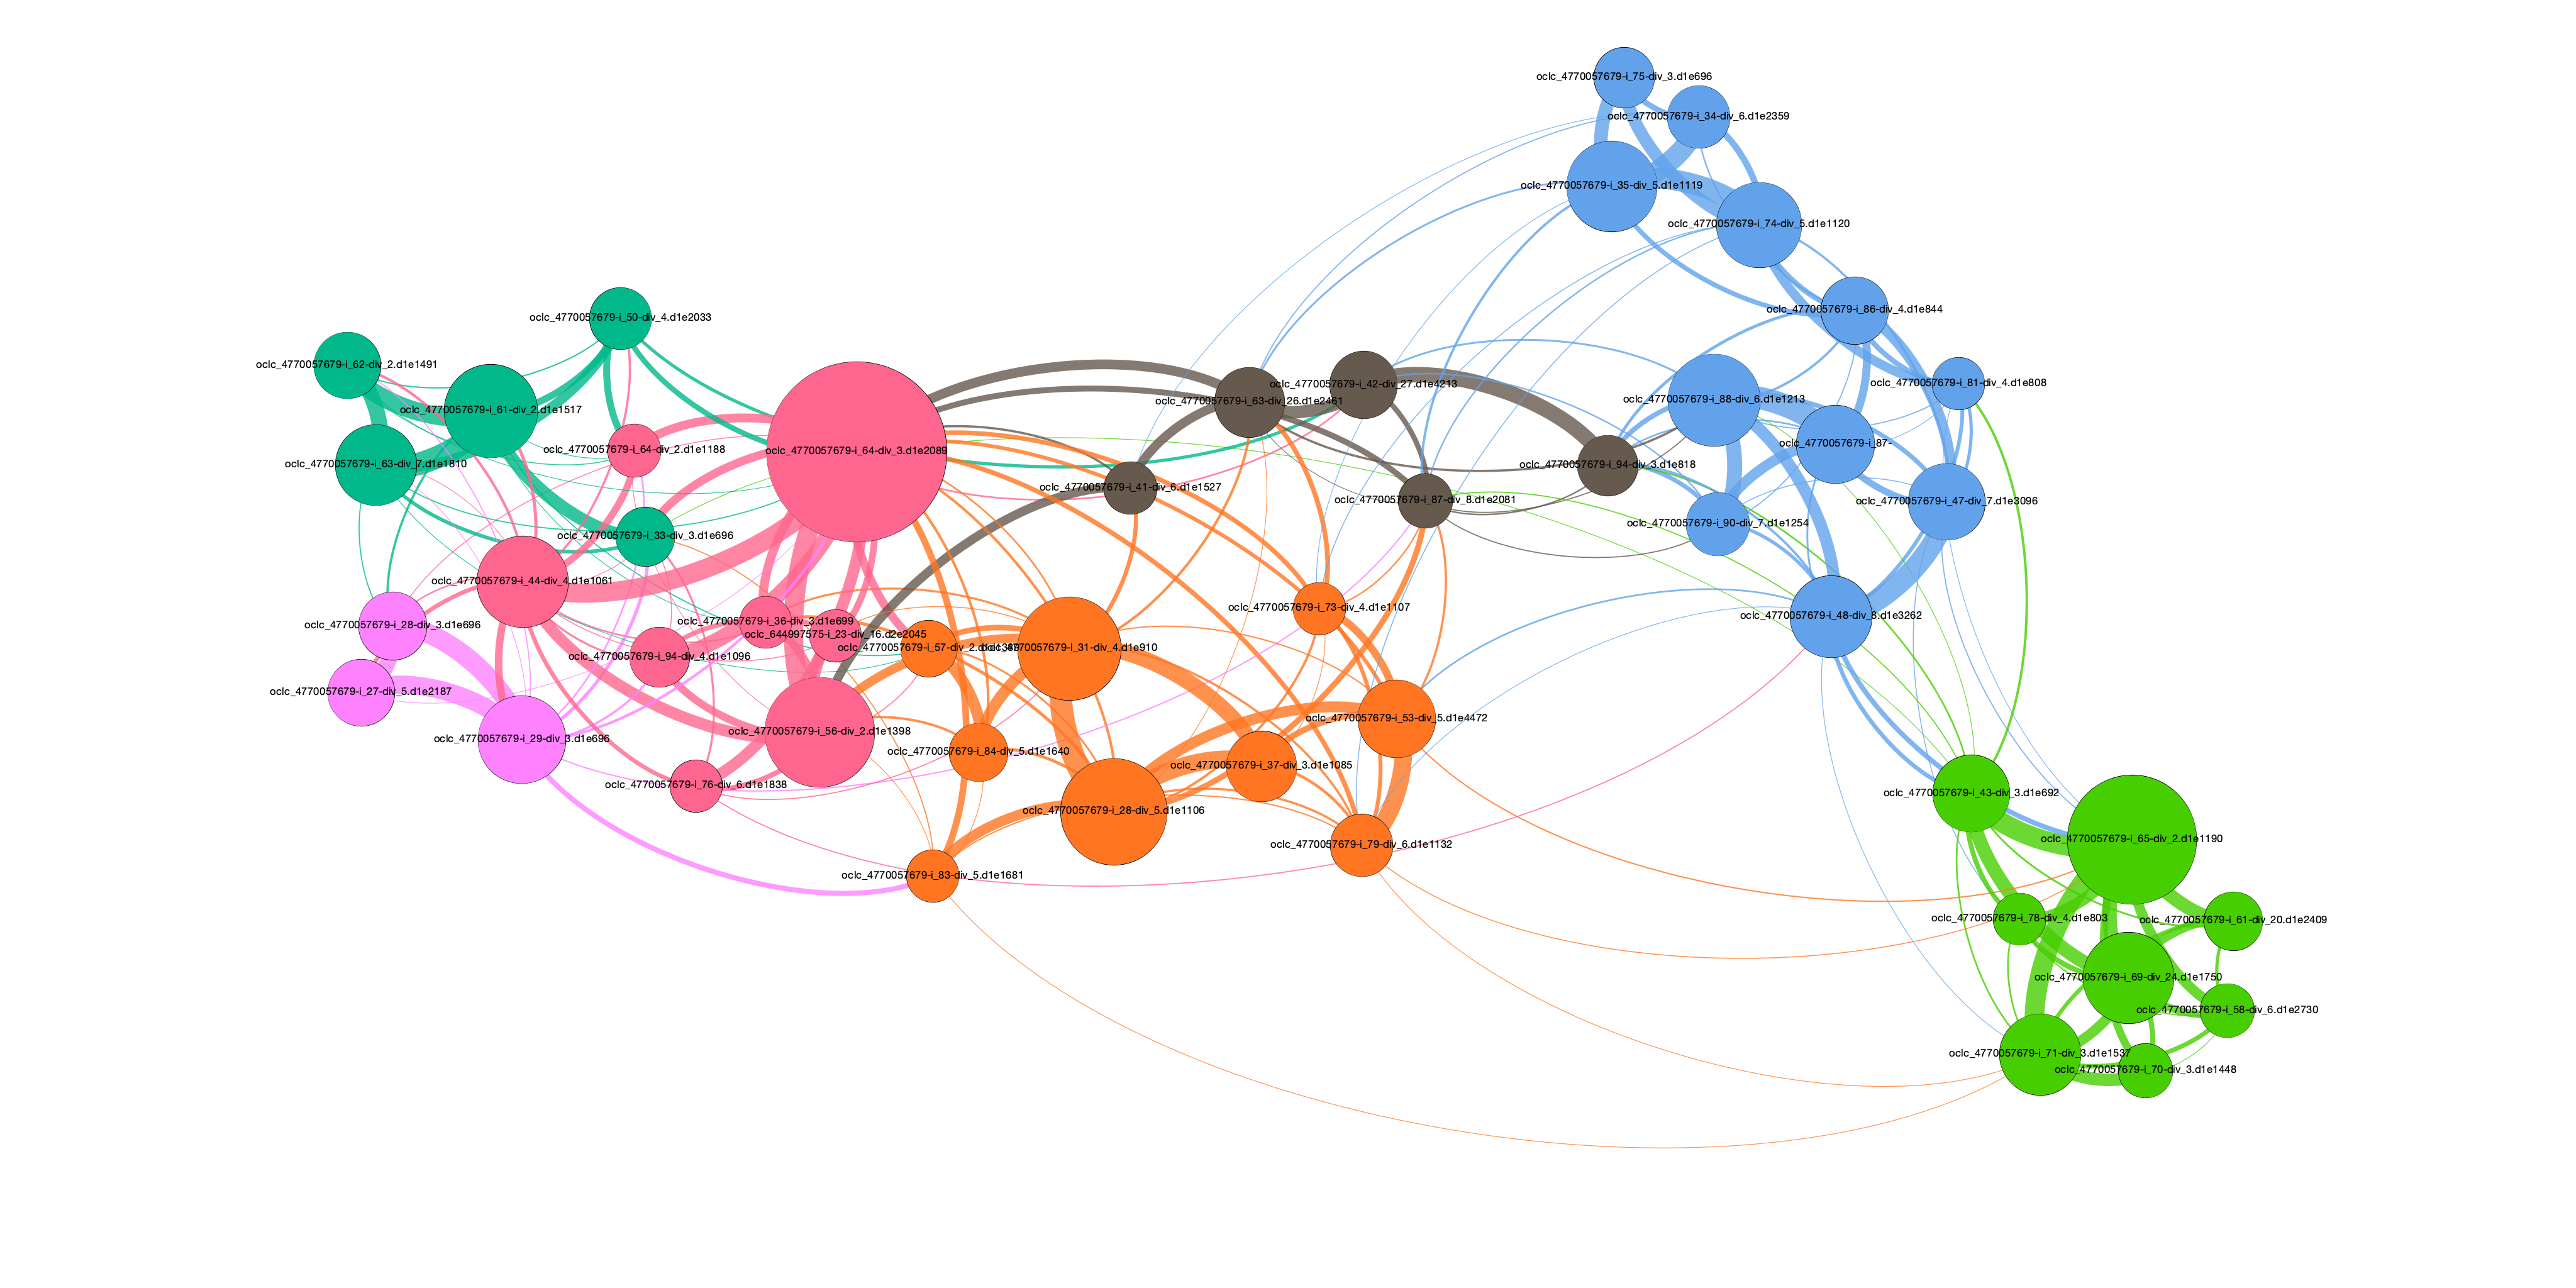 oclc_4770057679-i_75-div_3.d1e696
oclc_4770057679-i_34-div_6.d1e2359
oclc_4770057679-i_35-div_5.d1e1119
oclc_4770057679-i_74-div_5.d1e1120
oclc_4770057679-i_86-div_4.d1e844
oclc_4770057679-i_50-div_4.d1e2033
oclc_4770057679-i_62-div_2.d1e1491
oclc_4770057679-i_81-div_4.d1e808
oclc_4770057679-i_42-div_27.d1e4213
oclc_4770057679-i_88-div_6.d1e1213
oclc_4770057679-i_63-div_26.d1e2461
oclc_4770057679-i_61-div_2.d1e1517
oclc_4770057679-i_87-
oclc_4770057679-i_64-div_2.d1e1188
oclc_4770057679-i_64-div_3.d1e2089
oclc_4770057679-i_63-div_7.d1e1810
oclc_4770057679-i_94-div_3.d1e818
oclc_4770057679-i_41-div_6.d1e1527
oclc_4770057679-i_87-div_8.d1e2081
oclc_4770057679-i_47-div_7.d1e3096
oclc_4770057679-i_90-div_7.d1e1254
oclc_4770057679-i_33-div_3.d1e696
oclc_4770057679-i_44-div_4.d1e1061
oclc_4770057679-i_73-div_4.d1e1107
oclc_4770057679-i_48-div_8.d1e3262
oclc_4770057679-i_28-div_3.d1e696
oclc_4770057679-i_36-div_3.d1e699
oclc_644997575-i_23-div_16.d2e2045
oclc_4770057679-i_57-div_2.d1e1389
oclc_4770057679-i_31-div_4.d1e910
oclc_4770057679-i_94-div_4.d1e1096
oclc_4770057679-i_27-div_5.d2e2187
oclc_4770057679-i_53-div_5.d1e4472
oclc_4770057679-i_56-div_2.d1e1398
oclc_4770057679-i_29-div_3.d1e696
oclc_4770057679-i_84-div_5.d1e1640
oclc_4770057679-i_37-div_3.d1e1085
oclc_4770057679-i_76-div_6.d1e1838
oclc_4770057679-i_43-div_3.d1e692
oclc_4770057679-i_28-div_5.d1e1106
oclc_4770057679-i_65-div_2.d1e1190
oclc_4770057679-i_79-div_6.d1e1132
oclc_4770057679-i_83-div_5.d1e1681
oclc_4770057679-i_78-div_4.d1e803
oclc_4770057679-i_61-div_20.d1e2409
oclc_4770057679-i_69-div_24.d1e1750
oclc_4770057679-i_58-div_6.d1e2730
oclc_4770057679-i_71-div_3.d1e1537
oclc_4770057679-i_70-div_3.d1e1448